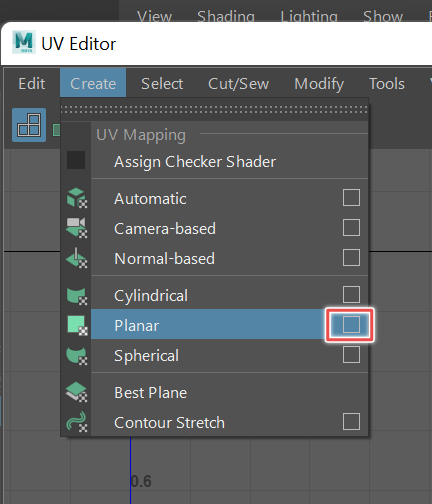 View Shading Lighting Show
UV Editor
Edit Create Select Cut/Sew Modify Tools
UV Mapping
Assign Checker Shader
Automatic
Camera-based
Normal-based
Cylindrical
Planar
Spherical
Best Plane
Contour Stretch
0.6